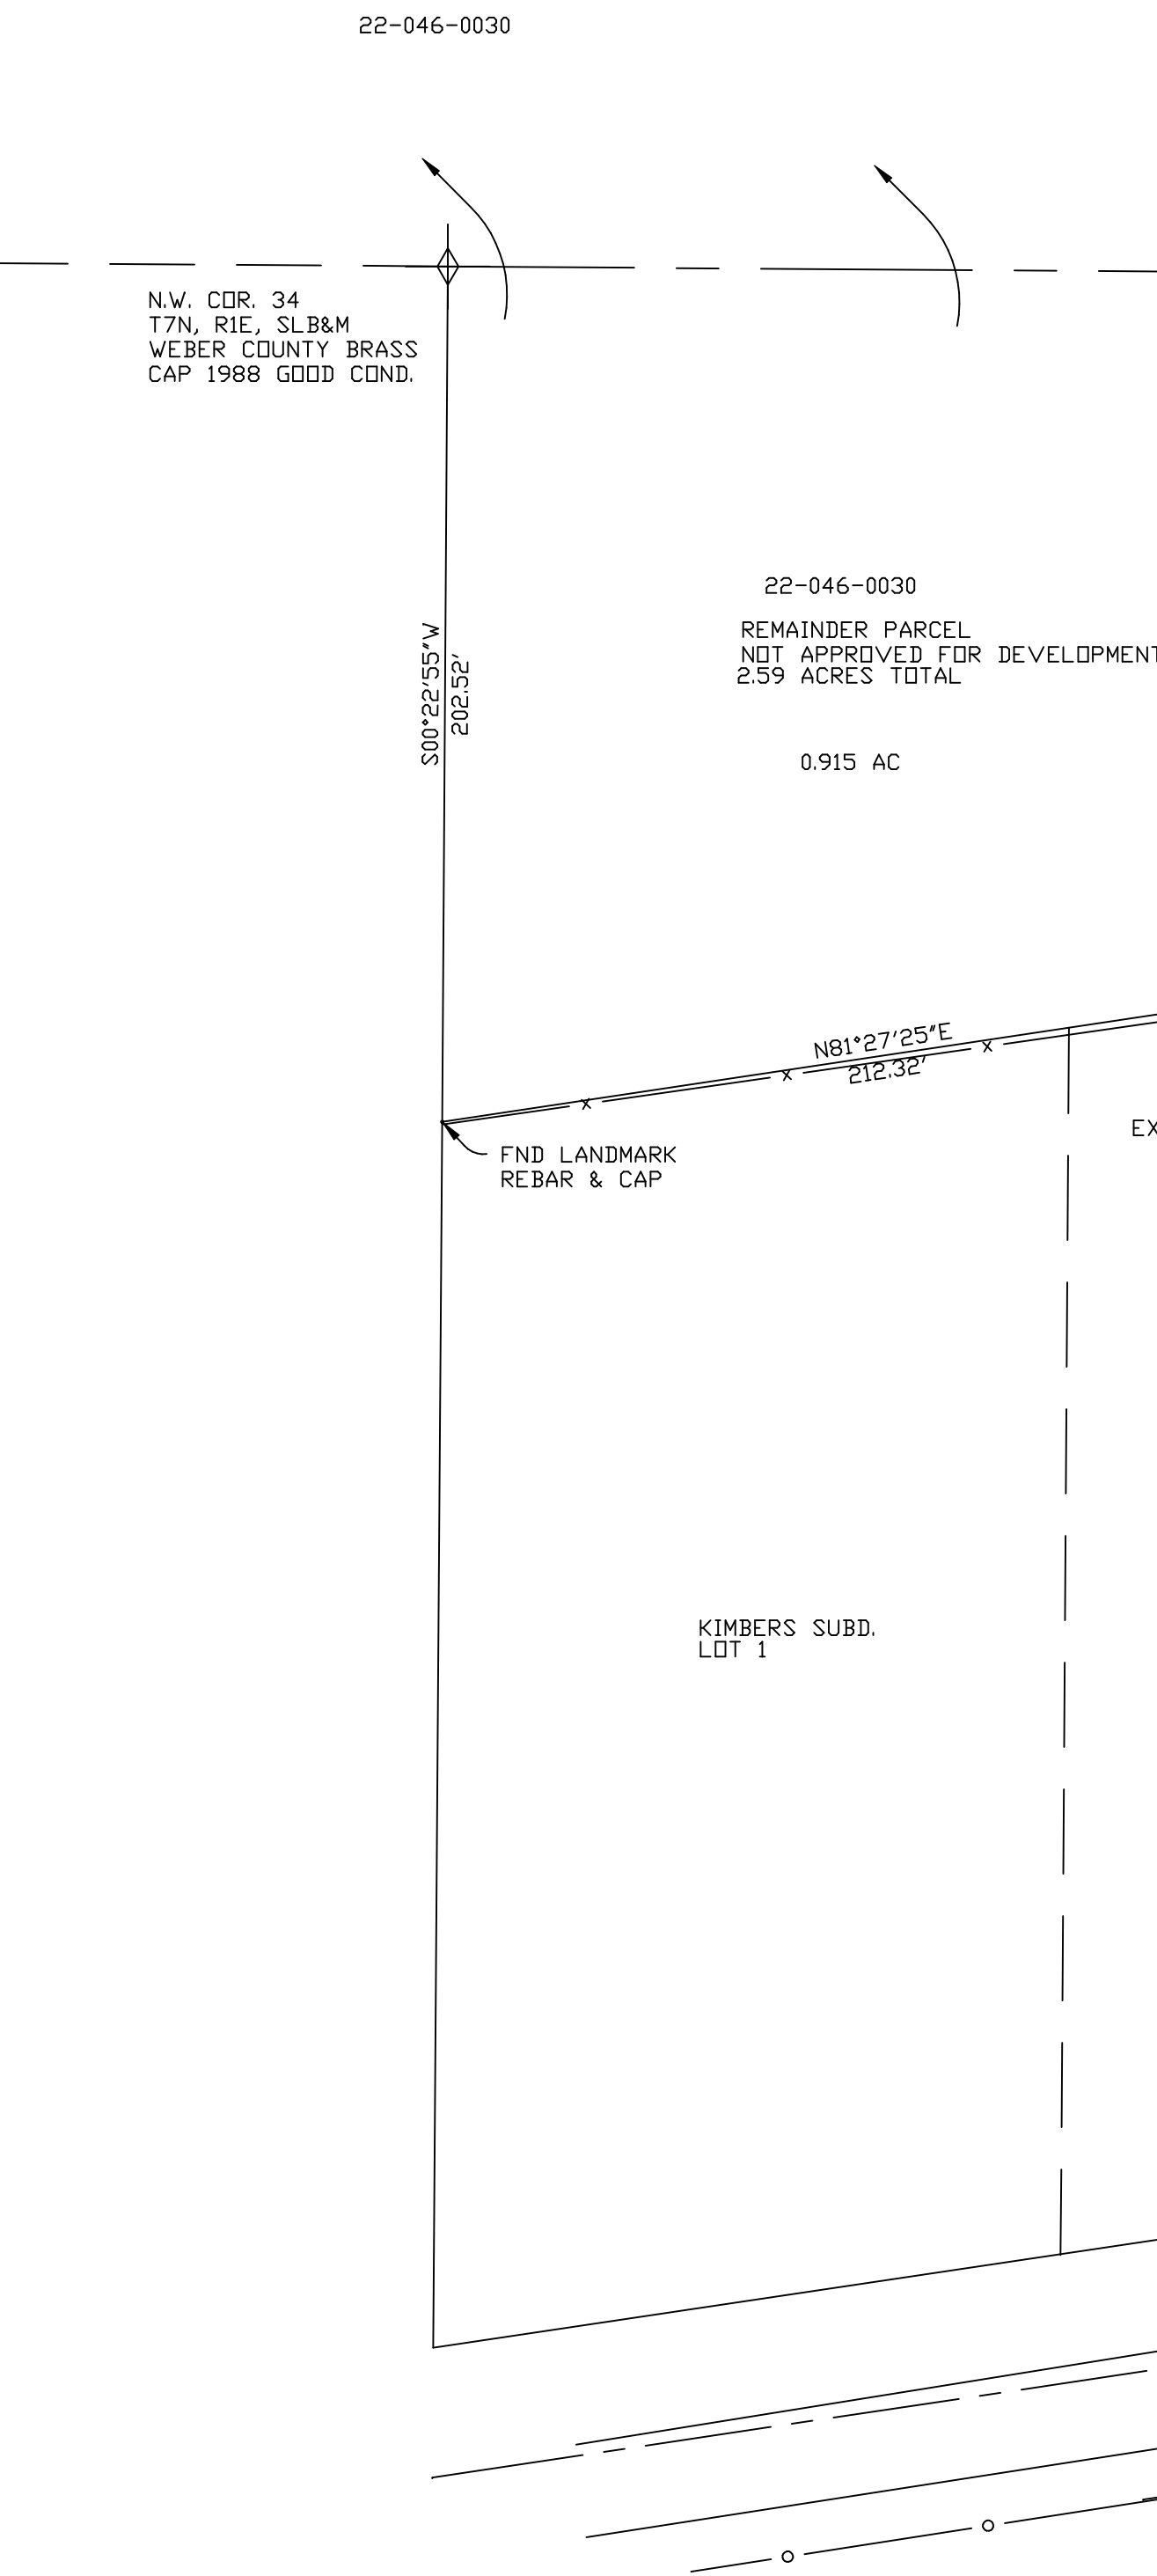 22-046-0030
N.W. COR. 34
T7N, R1E, SLB&M
WEBER COUNTY BRASS
CAP 1988 GOOD COND.
22-046-0030
REMAINDER PARCEL
NOT APPROVED FOR DEVELOPMENT
2.59 ACRES TOTAL
S00°22'55"W
202.52'
0.915 AC
N81°27'25"E
212.32'
EX
FND LANDMARK
REBAR & CAP
KIMBERS SUBD.
LOT 1